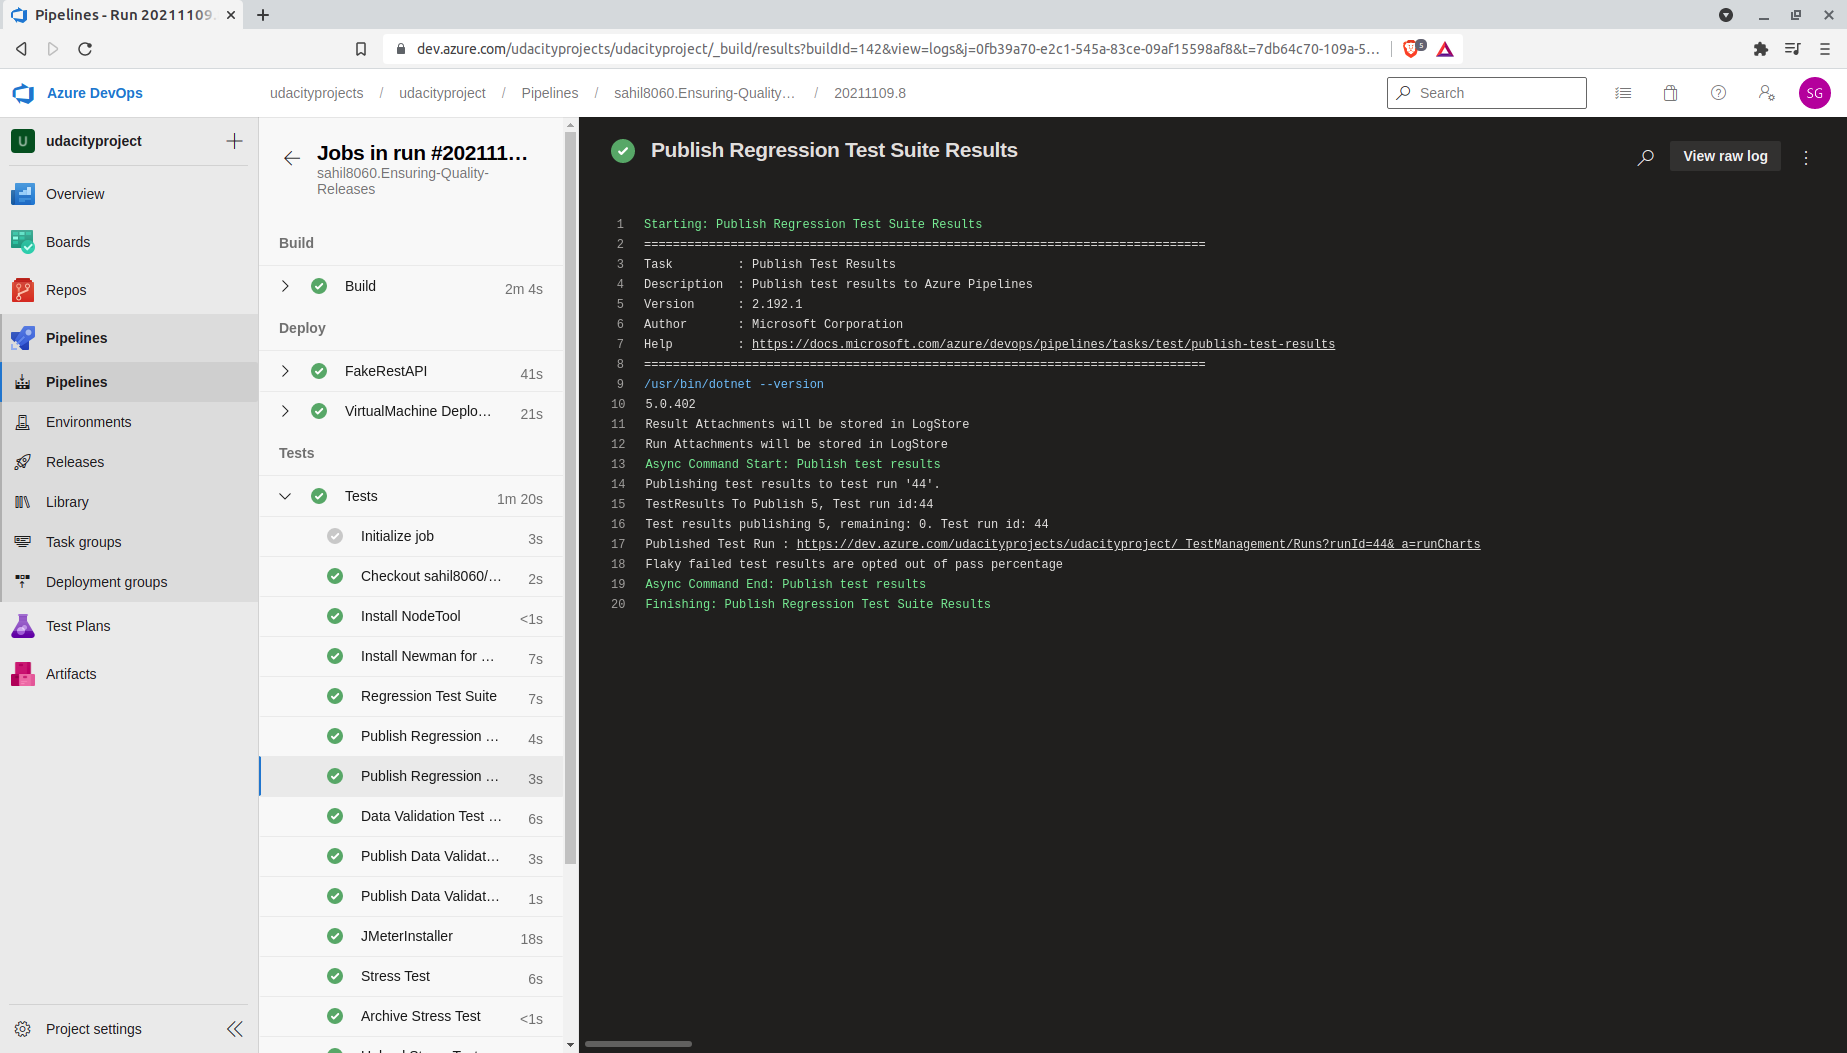 Pipelines - Run 20211109.
dev.azure.com/udacityprojects/udacityproject/_build/results?buildId=142&view=logs&j=0fb39a70-e2c1-545a-83ce-09af15598af8&t=7db64c70-109a-5...
5
Azure DevOps
udacityprojects / udacityproject / Pipelines / sahil8060.Ensuring-Quality... / 20211109.8
Search
SG
U udacityproject
Overview
Boards
Repos
Pipelines
Pipelines
Environments
Releases
Library
Task groups
Deployment groups
Test Plans
Artifacts
Project settings
Jobs in run #202111...
sahil8060.Ensuring-Quality-
Releases
Build
Build 2m 4s
Deploy
FakeRestAPI 41s
VirtualMachine Deplo... 21s
Tests
Tests 1m 20s
Initialize job 3s
Checkout sahil8060/... 2s
Install NodeTool <1s
Install Newman for ... 7s
Regression Test Suite 7s
Publish Regression ... 4s
Publish Regression ... 3s
Data Validation Test ... 6s
Publish Data Validat... 3s
Publish Data Validat... 1s
JMeterInstaller 18s
Stress Test 6s
Archive Stress Test <1s
Publish Regression Test Suite Results
View raw log
1 Starting: Publish Regression Test Suite Results
2 ==============================================================================
3 Task         : Publish Test Results
4 Description  : Publish test results to Azure Pipelines
5 Version      : 2.192.1
6 Author       : Microsoft Corporation
7 Help         : https://docs.microsoft.com/azure/devops/pipelines/tasks/test/publish-test-results
8 ==============================================================================
9 /usr/bin/dotnet --version
10 5.0.402
11 Result Attachments will be stored in LogStore
12 Run Attachments will be stored in LogStore
13 Async Command Start: Publish test results
14 Publishing test results to test run '44'.
15 TestResults To Publish 5, Test run id:44
16 Test results publishing 5, remaining: 0. Test run id: 44
17 Published Test Run : https://dev.azure.com/udacityprojects/udacityproject/_TestManagement/Runs?runId=44&_a=runCharts
18 Flaky failed test results are opted out of pass percentage
19 Async Command End: Publish test results
20 Finishing: Publish Regression Test Suite Results